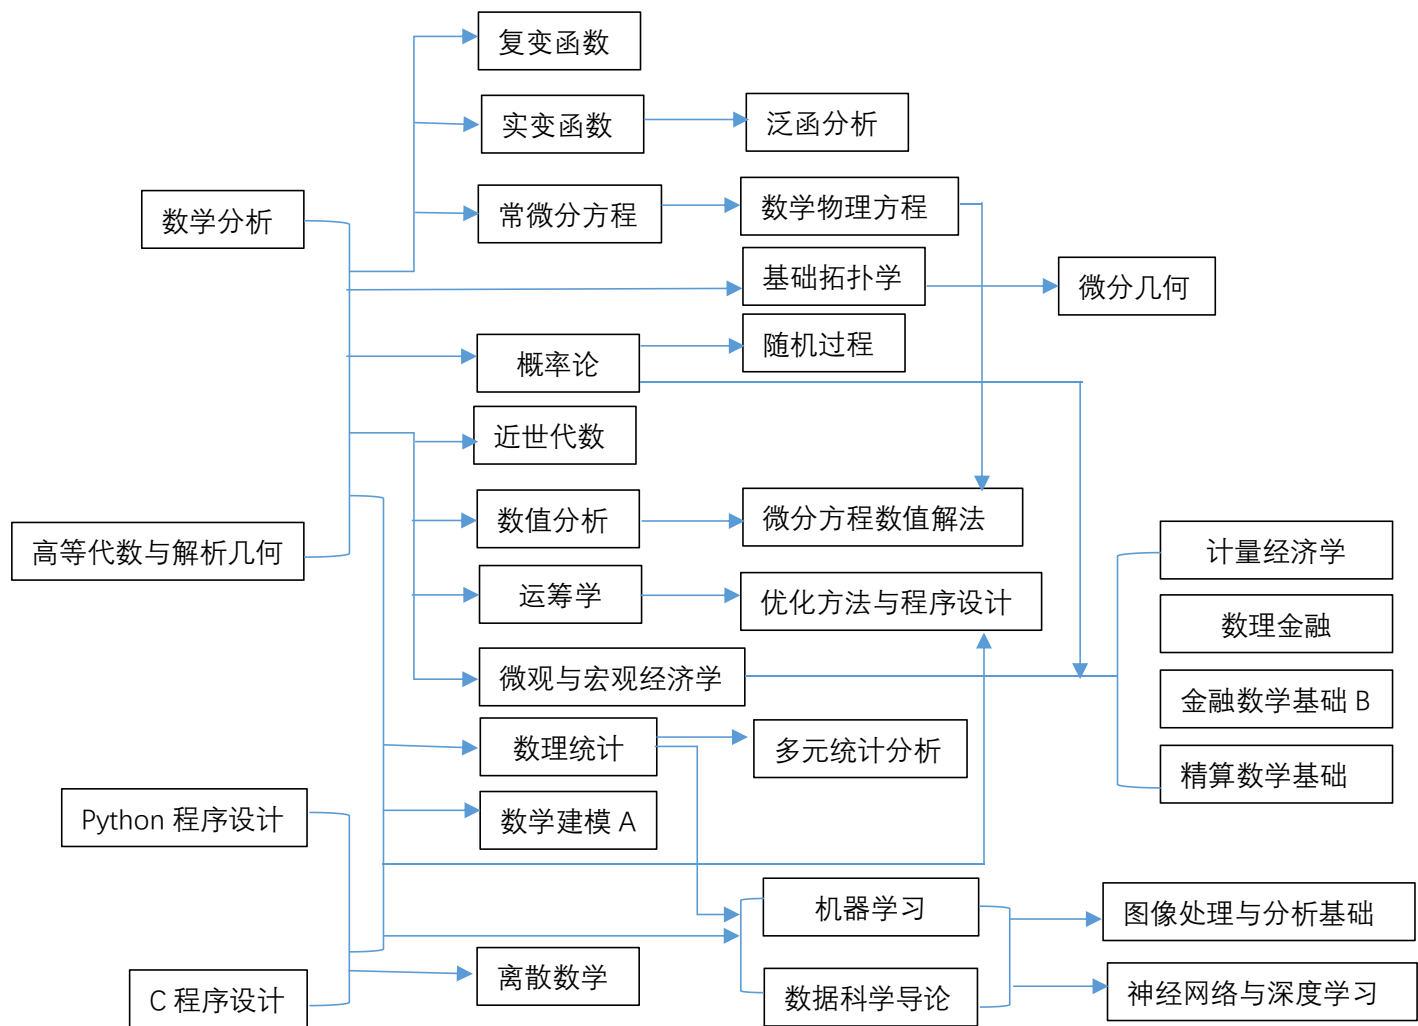 复变函数
实变函数
泛函分析
数学分析
常微分方程
数学物理方程
基础拓扑学
微分几何
概率论
随机过程
近世代数
高等代数与解析几何
数值分析
微分方程数值解法
计量经济学
运筹学
优化方法与程序设计
数理金融
微观与宏观经济学
金融数学基础 B
数理统计
多元统计分析
精算数学基础
Python 程序设计
数学建模 A
机器学习
图像处理与分析基础
C 程序设计
离散数学
数据科学导论
神经网络与深度学习